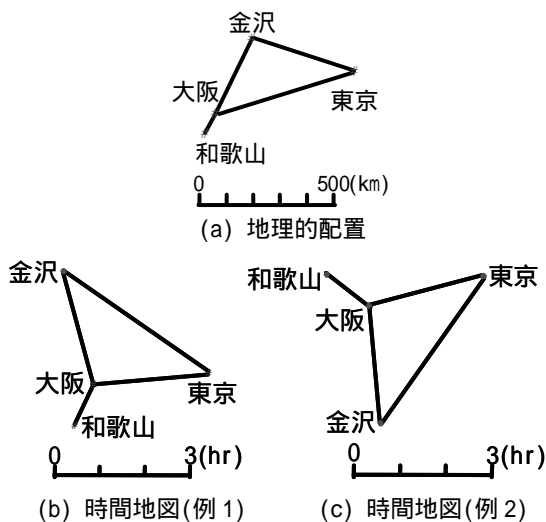 金沢
大阪
東京
和歌山
0 500(km)
(a) 地理的配置
金沢
大阪
東京
和歌山
0 3(hr)
(b) 時間地図(例1)
和歌山
東京
大阪
金沢
0 3(hr)
(c) 時間地図(例2)